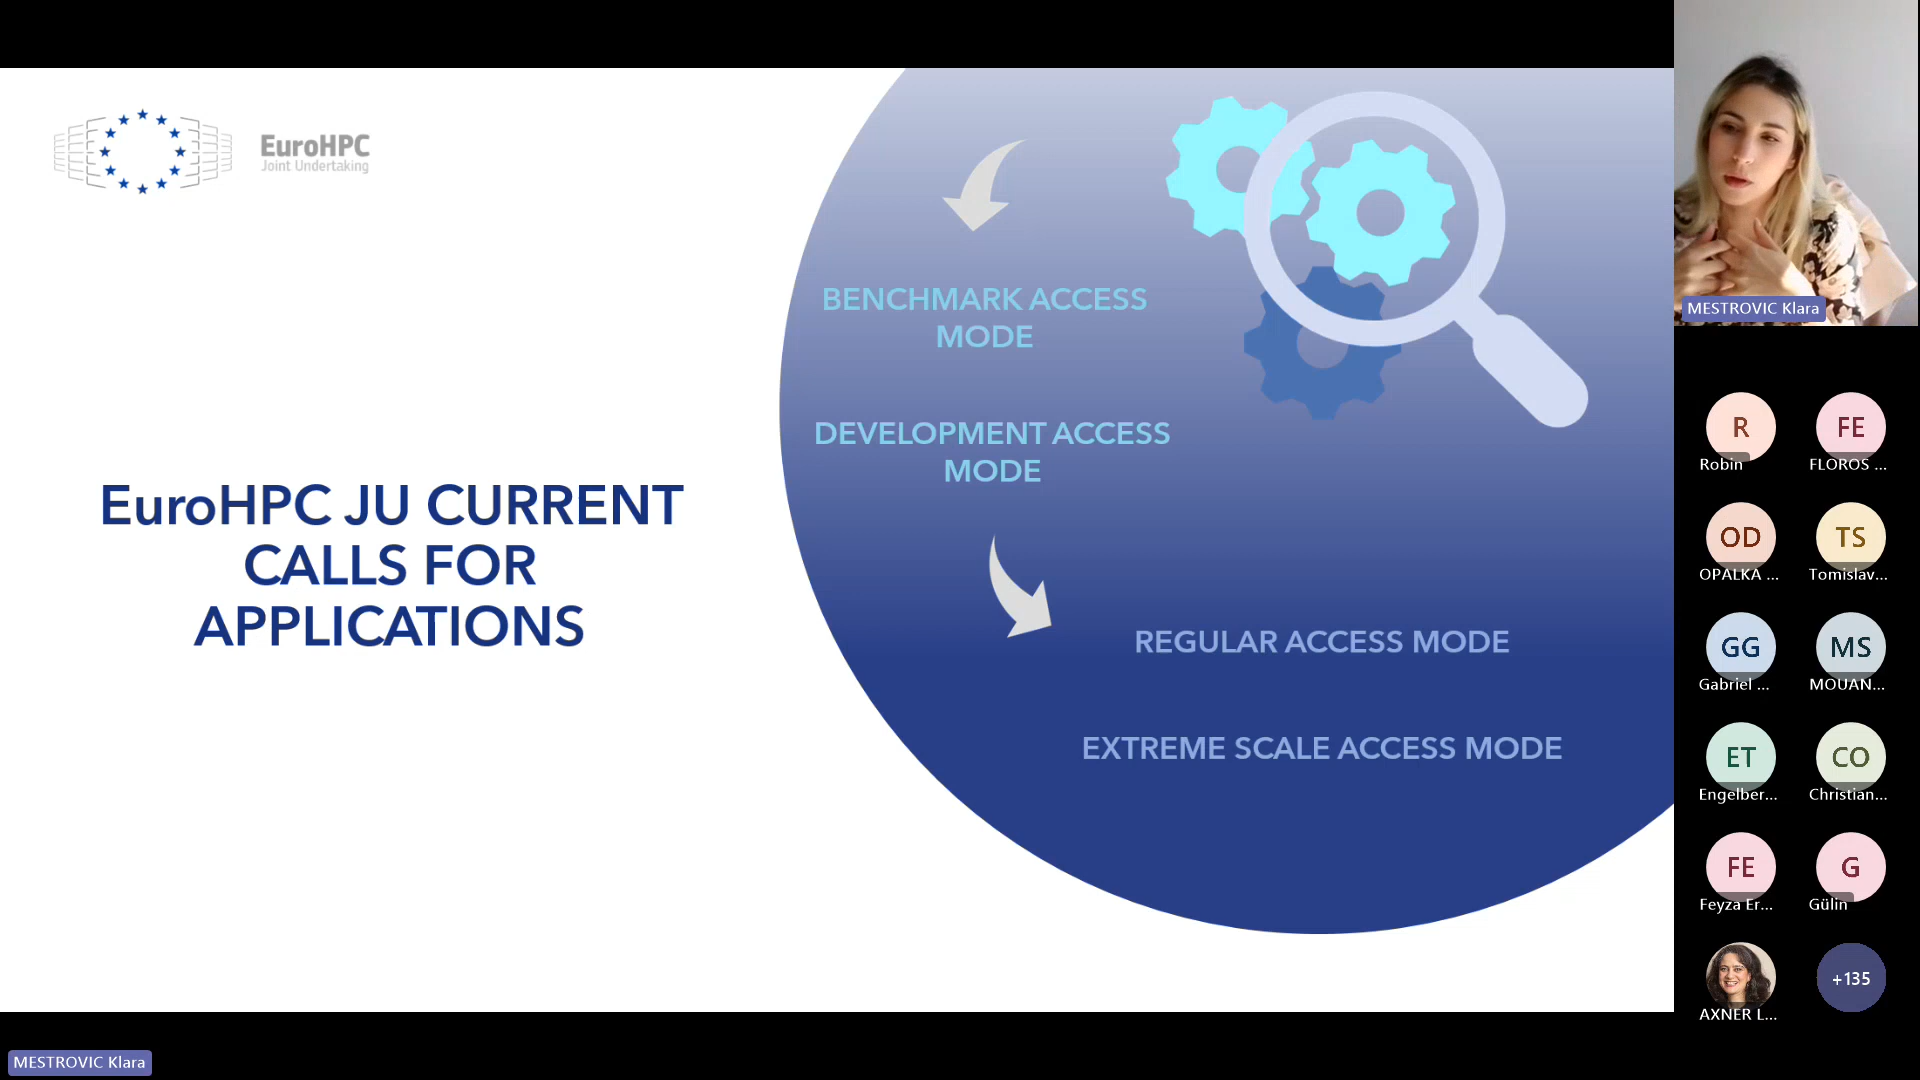 EuroHPC
Joint Undertaking
EuroHPC JU CURRENT
CALLS FOR
APPLICATIONS
BENCHMARK ACCESS
MODE
DEVELOPMENT ACCESS
MODE
REGULAR ACCESS MODE
EXTREME SCALE ACCESS MODE
MESTROVIC Klara
R
Robin
FE
FLOROS ...
OD
OPALKA ...
TS
Tomislav...
GG
Gabriel ...
MS
MOUAN...
ET
Engelber...
CO
Christian...
FE
Feyza Er...
G
Gülin
AXNER L...
+135
MESTROVIC Klara